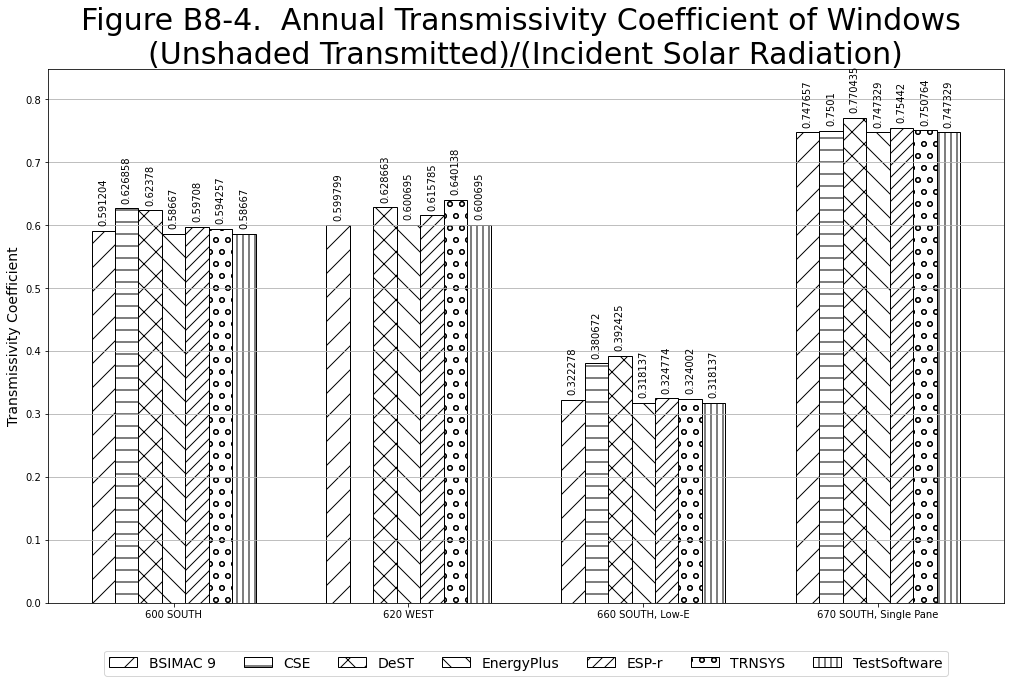 Figure B8-4.  Annual Transmissivity Coefficient of Windows
(Unshaded Transmitted)/(Incident Solar Radiation)
Transmissivity Coefficient
0.8
0.7
0.6
0.5
0.4
0.3
0.2
0.1
0.0
0.591204
0.626858
0.62378
0.58667
0.59708
0.594257
0.58667
0.599799
0.628663
0.600695
0.615785
0.640138
0.600695
0.322278
0.380672
0.392425
0.318137
0.324774
0.324002
0.318137
0.747657
0.7501
0.770435
0.747329
0.75442
0.750764
0.747329
600 SOUTH
620 WEST
660 SOUTH, Low-E
670 SOUTH, Single Pane
BSIMAC 9
CSE
DeST
EnergyPlus
ESP-r
TRNSYS
TestSoftware